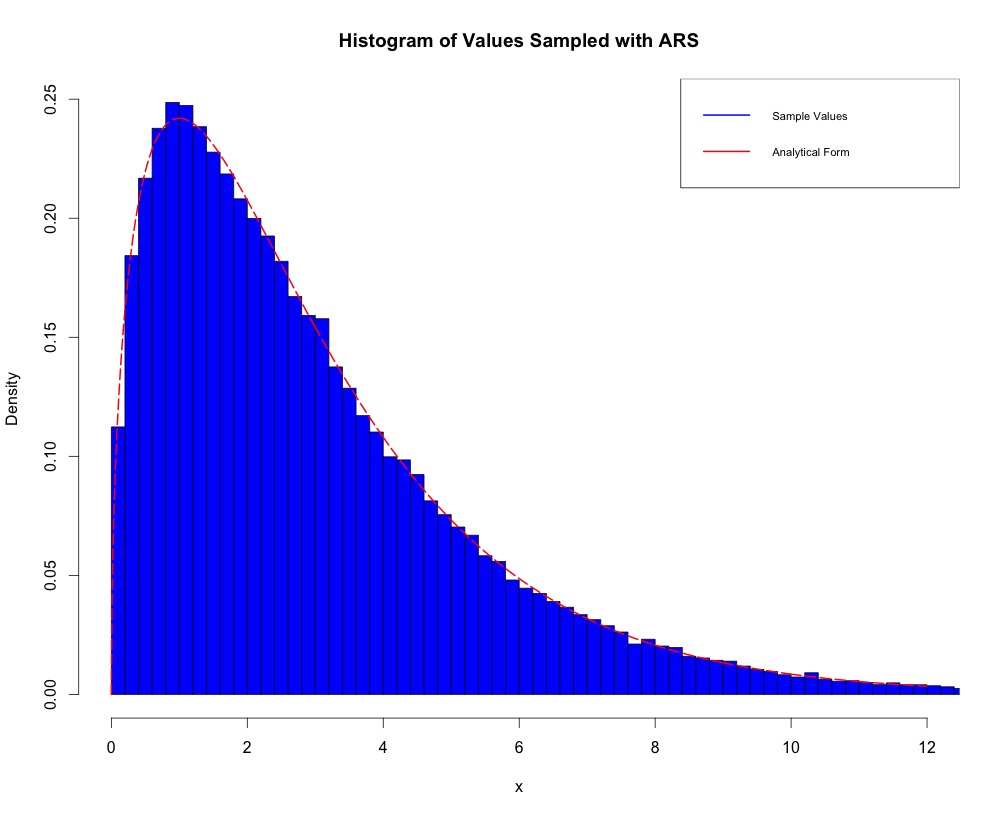 Histogram of Values Sampled with ARS
Sample Values
Analytical Form
Density
0.25
0.20
0.15
0.10
0.05
0.00
0 2 4 6 8 10 12
x